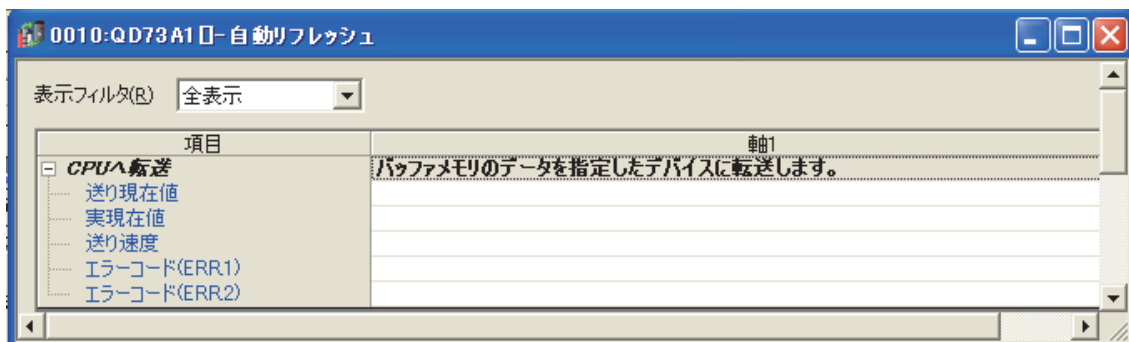 0010:QD73A1[]-自動リフレッシュ
表示フィルタ(R) 全表示
項目 軸1
CPUへ転送 バッファメモリのデータを指定したデバイスに転送します。
送り現在値
実現在値
送り速度
エラーコード(ERR.1)
エラーコード(ERR.2)